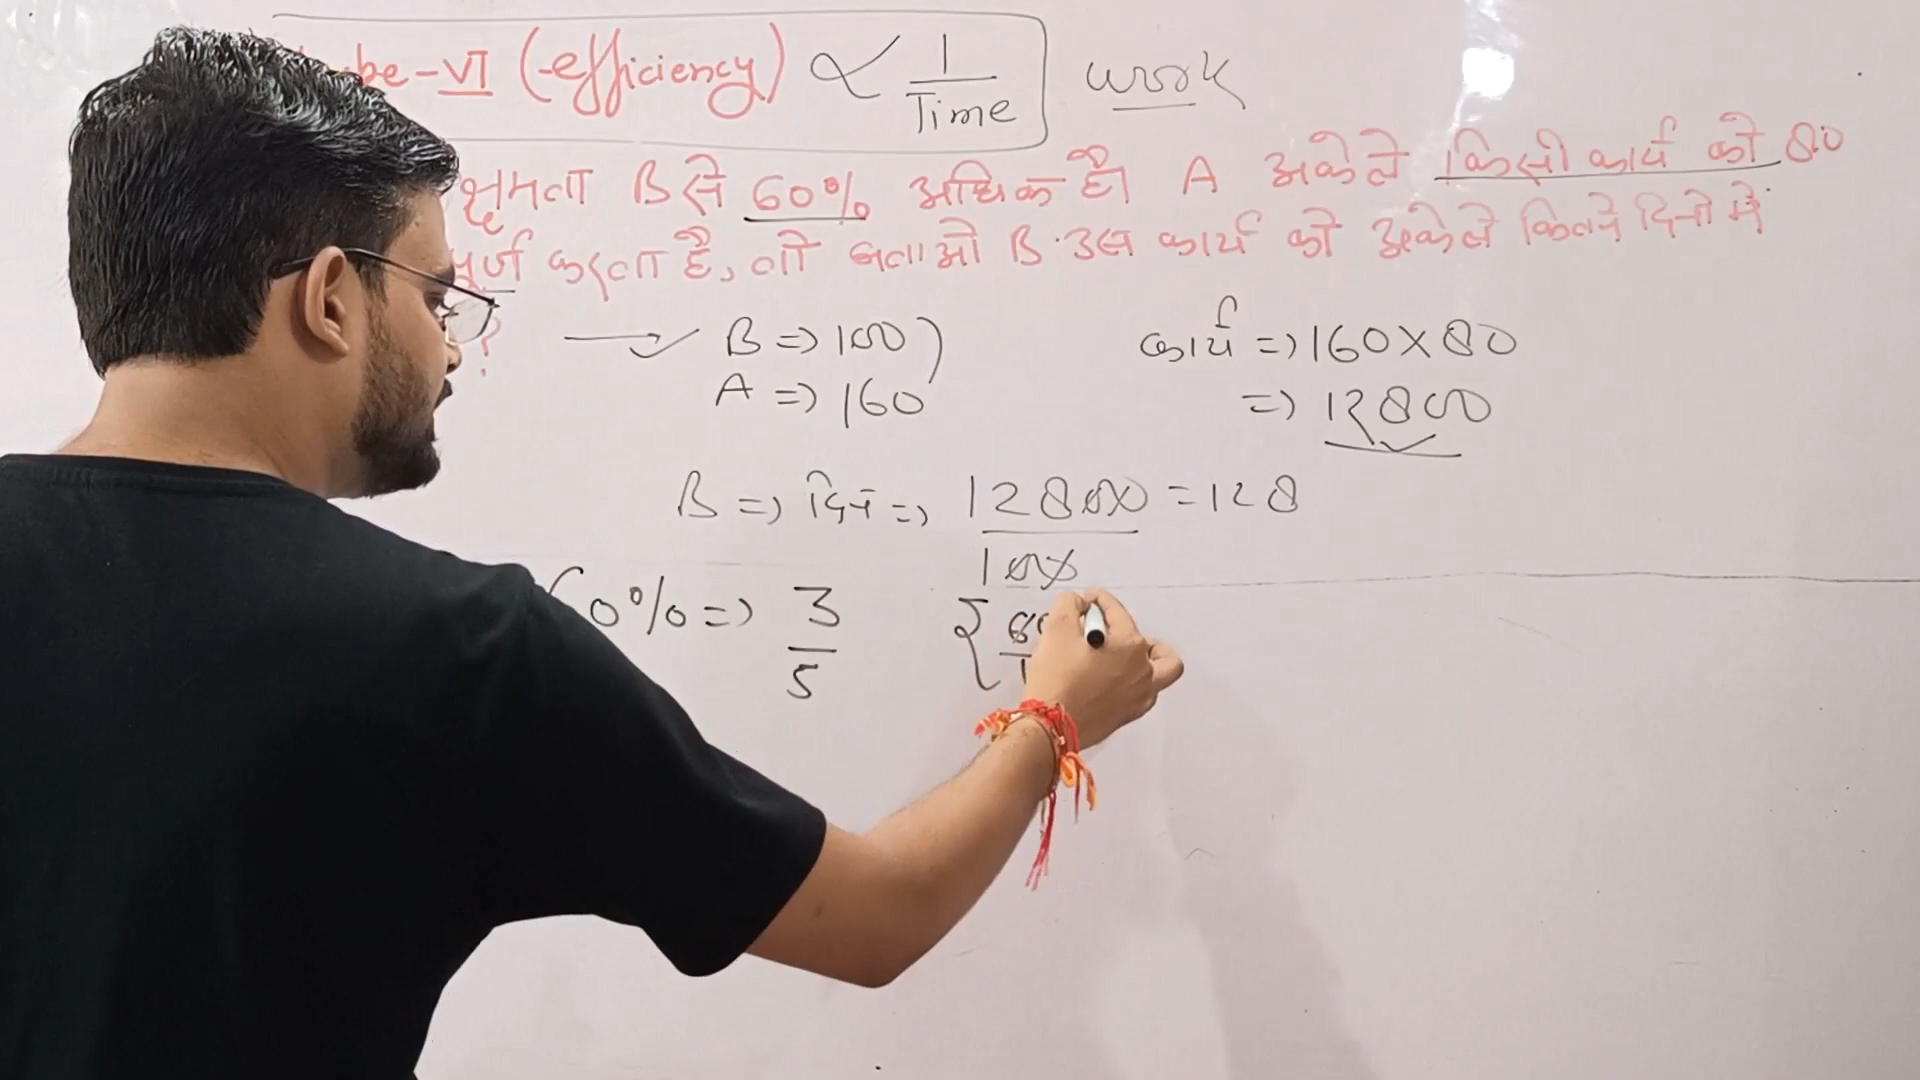 be-VI (efficiency) ∝ 1/Time work
क्षमता B से 60% अधिक है। A अकेले किसी कार्य को 80
पूर्ण करता है, तो बताओ B उस कार्य को अकेले कितने दिनों में
?
B => 100
A => 160
कार्य => 160×80
=> 12800
B => दिन => 12800/100 = 128
60% => 3/5